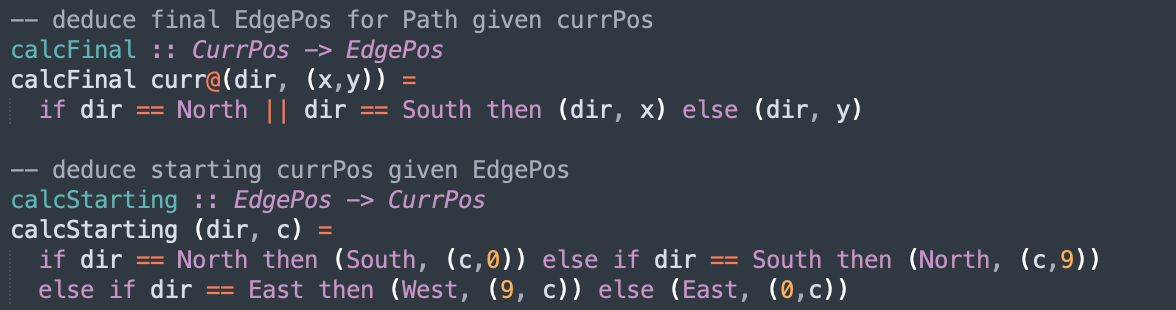 -- deduce final EdgePos for Path given currPos
calcFinal :: CurrPos -> EdgePos
calcFinal curr@(dir, (x,y)) =
  if dir == North || dir == South then (dir, x) else (dir, y)
-- deduce starting currPos given EdgePos
calcStarting :: EdgePos -> CurrPos
calcStarting (dir, c) =
  if dir == North then (South, (c,0)) else if dir == South then (North, (c,9))
  else if dir == East then (West, (9, c)) else (East, (0,c))